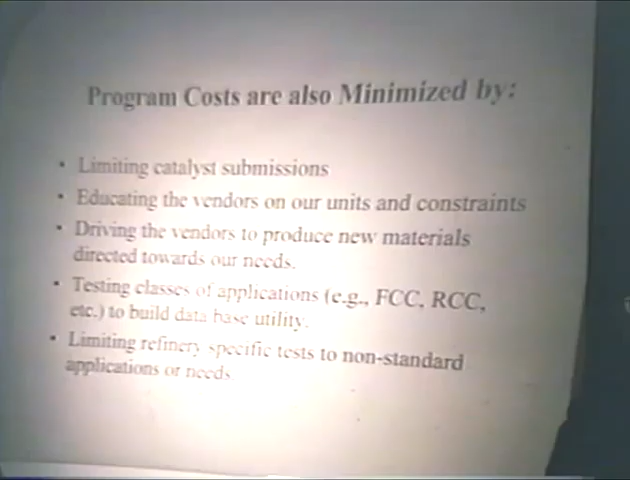 Program Costs are also Minimized by:
• Limiting catalyst submissions
• Educating the vendors on our units and constraints
• Driving the vendors to produce new materials
directed towards our needs.
• Testing classes of applications (e.g., FCC, RCC,
etc.) to build data base utility.
• Limiting refinery specific tests to non-standard
applications or needs